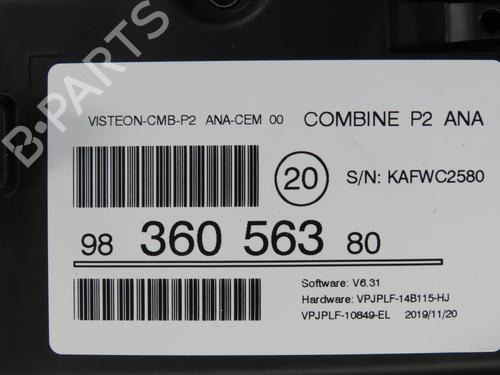 VISTEON-CMB-P2 ANA-CEM 00 COMBINE P2 ANA
20 S/N: KAFWC2580
98 360 563 80
Software: V6.31
Hardware: VPJPLF-14B115-HJ
VPJPLF-10849-EL 2019/11/20
B-PARTS